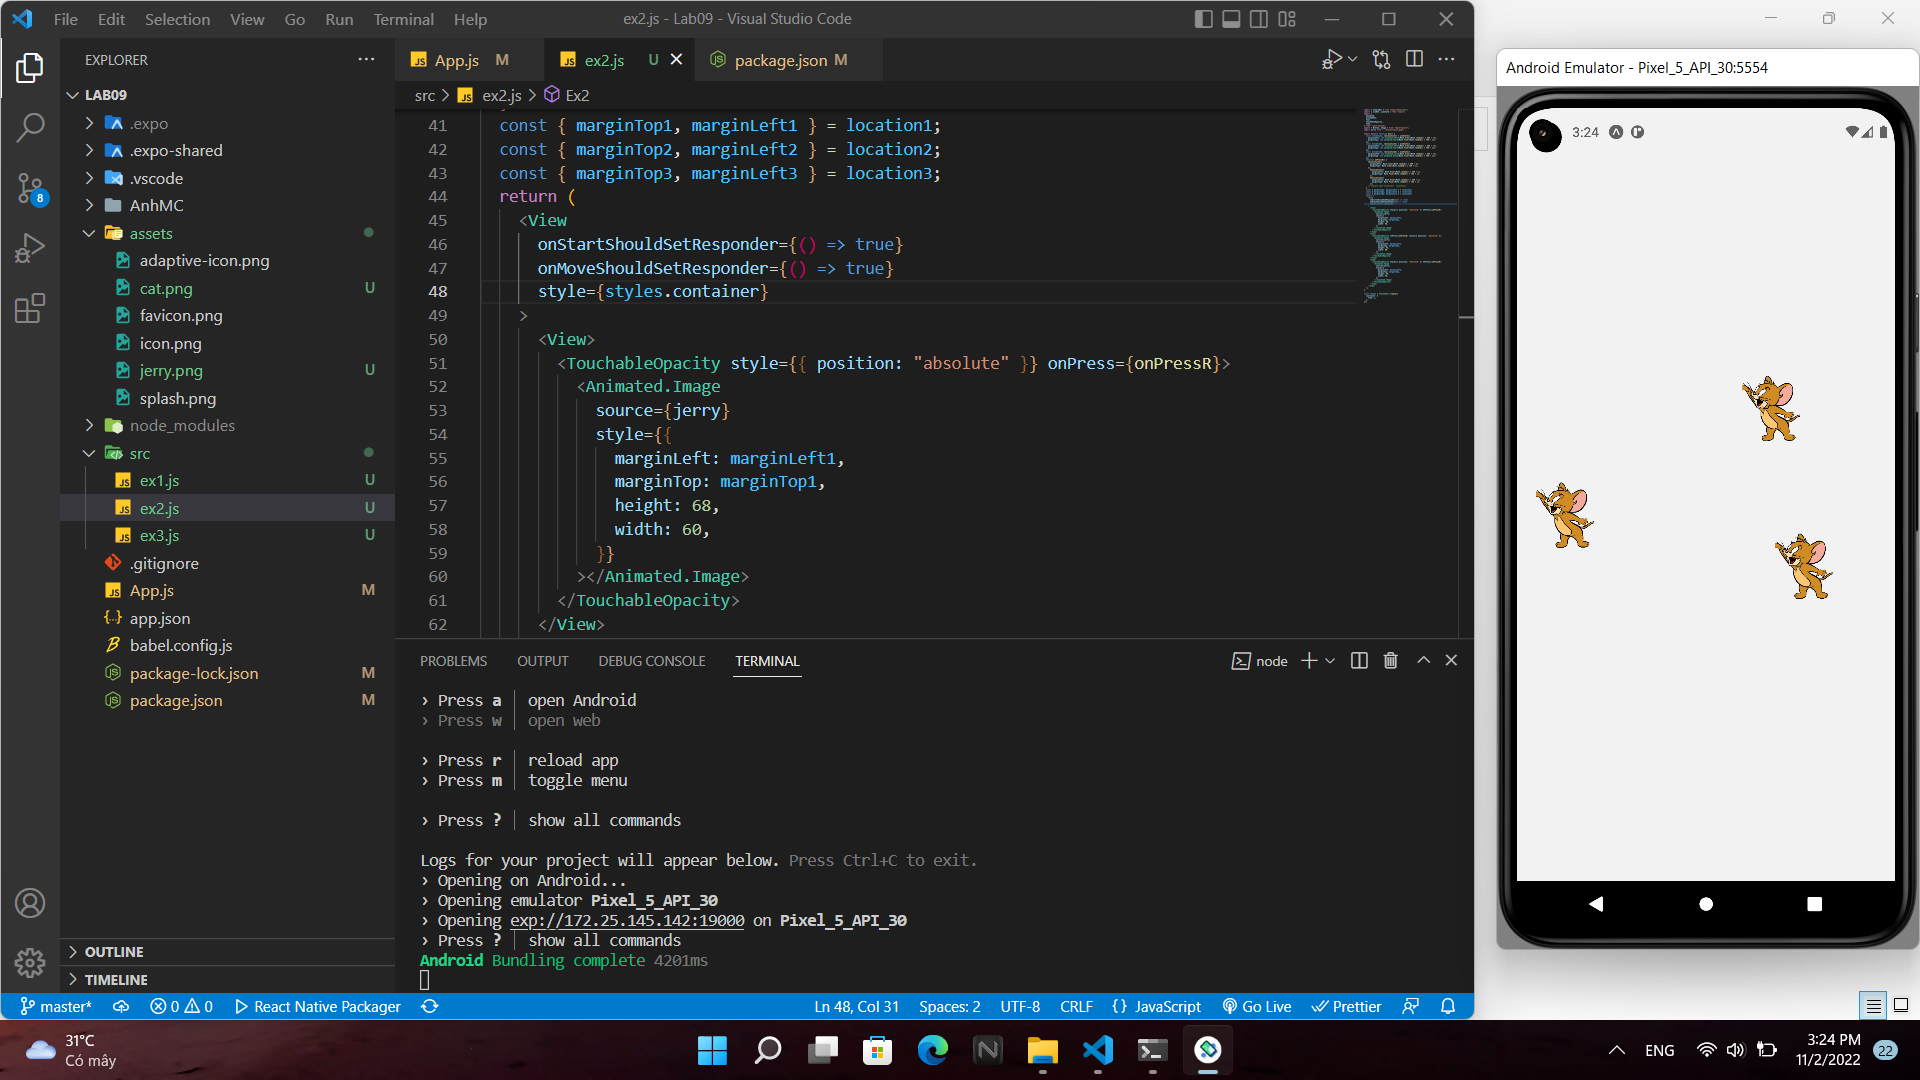 File Edit Selection View Go Run Terminal Help
ex2.js - Lab09 - Visual Studio Code
EXPLORER
LAB09
.expo
.expo-shared
.vscode
AnhMC
assets
adaptive-icon.png
cat.png U
favicon.png
icon.png
jerry.png U
splash.png
node_modules
src
ex1.js U
ex2.js U
ex3.js U
.gitignore
App.js M
app.json
babel.config.js
package-lock.json M
package.json M
OUTLINE
TIMELINE
8
App.js M ex2.js U package.json M
src > ex2.js > Ex2
41 const { marginTop1, marginLeft1 } = location1;
42 const { marginTop2, marginLeft2 } = location2;
43 const { marginTop3, marginLeft3 } = location3;
44 return (
45 <View
46 onStartShouldSetResponder={() => true}
47 onMoveShouldSetResponder={() => true}
48 style={styles.container}
49 >
50 <View>
51 <TouchableOpacity style={{ position: "absolute" }} onPress={onPressR}>
52 <Animated.Image
53 source={jerry}
54 style={{
55 marginLeft: marginLeft1,
56 marginTop: marginTop1,
57 height: 68,
58 width: 60,
59 }}
60 ></Animated.Image>
61 </TouchableOpacity>
62 </View>
PROBLEMS OUTPUT DEBUG CONSOLE TERMINAL
node
› Press a │ open Android
› Press w │ open web
› Press r │ reload app
› Press m │ toggle menu
› Press ? │ show all commands
Logs for your project will appear below. Press Ctrl+C to exit.
› Opening on Android...
› Opening emulator Pixel_5_API_30
› Opening exp://172.25.145.142:19000 on Pixel_5_API_30
› Press ? │ show all commands
Android Bundling complete 4201ms
master* 0 0 React Native Packager
Ln 48, Col 31 Spaces: 2 UTF-8 CRLF {} JavaScript Go Live Prettier
Android Emulator - Pixel_5_API_30:5554
3:24
31°C
Có mây
ENG
3:24 PM
11/2/2022
22